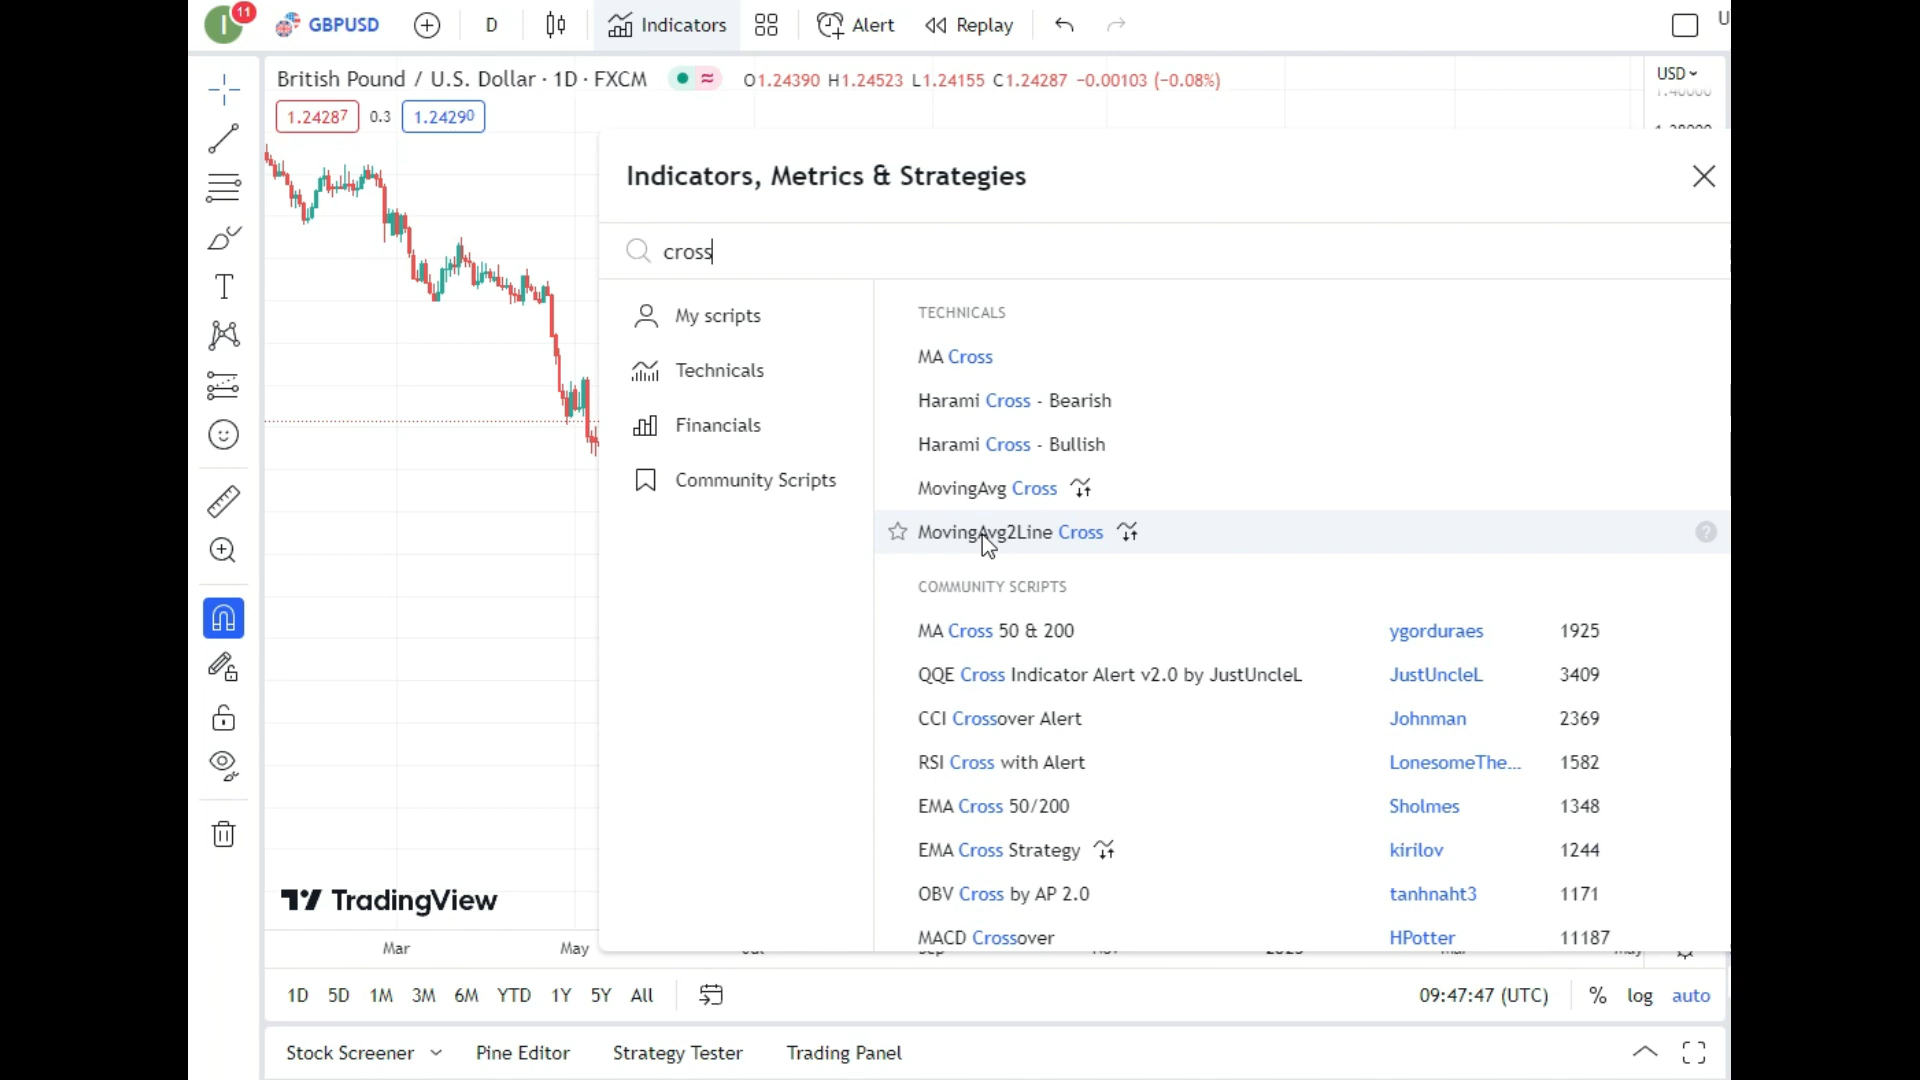 I 11 GBPUSD D Indicators Alert Replay U
British Pound / U.S. Dollar · 1D · FXCM O1.24390 H1.24523 L1.24155 C1.24287 −0.00103 (−0.08%) USD
1.24287 0.3 1.24290
Indicators, Metrics & Strategies
cross
My scripts
Technicals
Financials
Community Scripts
TECHNICALS
MA Cross
Harami Cross - Bearish
Harami Cross - Bullish
MovingAvg Cross
MovingAvg2Line Cross ?
COMMUNITY SCRIPTS
MA Cross 50 & 200 ygorduraes 1925
QQE Cross Indicator Alert v2.0 by JustUncleL JustUncleL 3409
CCI Crossover Alert Johnman 2369
RSI Cross with Alert LonesomeThe... 1582
EMA Cross 50/200 Sholmes 1348
EMA Cross Strategy kirilov 1244
OBV Cross by AP 2.0 tanhnaht3 1171
MACD Crossover HPotter 11187
TradingView
Mar May
1D 5D 1M 3M 6M YTD 1Y 5Y All 09:47:47 (UTC) % log auto
Stock Screener Pine Editor Strategy Tester Trading Panel